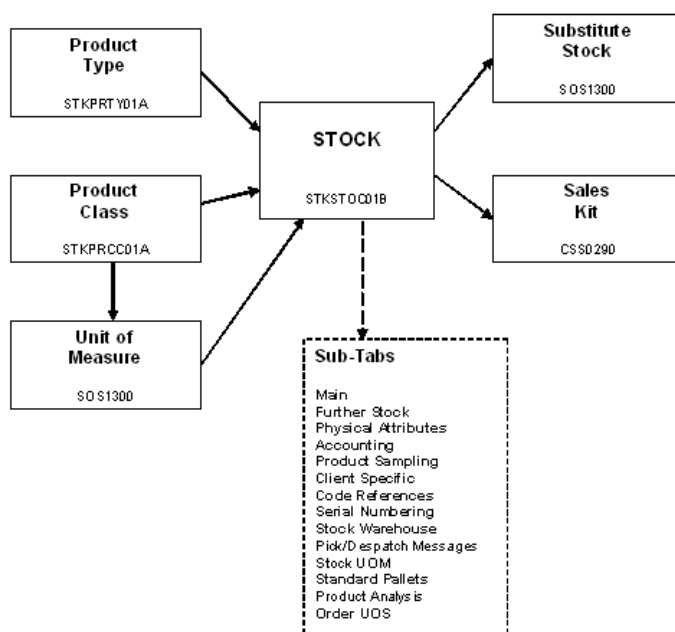 Product
Type
STKPRTY01A
Substitute
Stock
SOS1300
STOCK
STKSTOC01B
Product
Class
STKPRCC01A
Sales
Kit
CSS0290
Unit of
Measure
SOS1300
Sub-Tabs
Main
Further Stock
Physical Attributes
Accounting
Product Sampling
Client Specific
Code References
Serial Numbering
Stock Warehouse
Pick/Despatch Messages
Stock UOM
Standard Pallets
Product Analysis
Order UOS